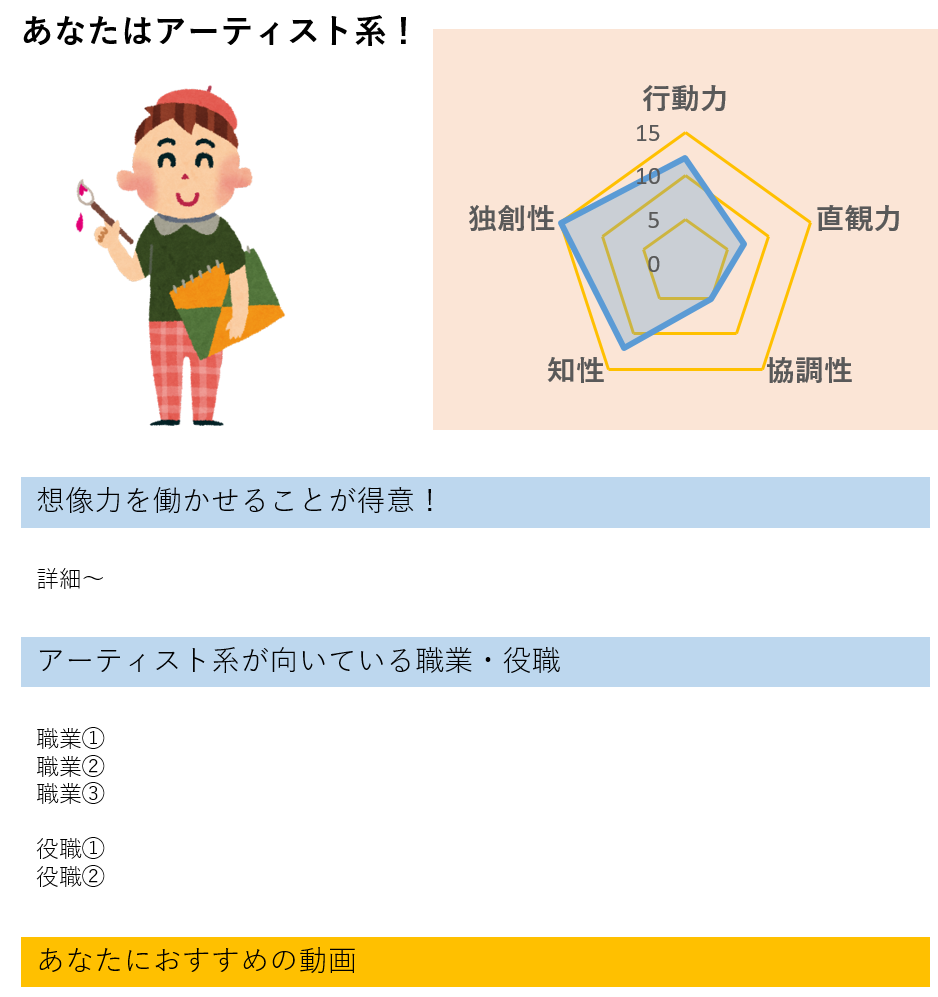 あなたはアーティスト系！
行動力
15
10
5
0
独創性
直観力
知性
協調性
想像力を働かせることが得意！
詳細～
アーティスト系が向いている職業・役職
職業①
職業②
職業③
役職①
役職②
あなたにおすすめの動画